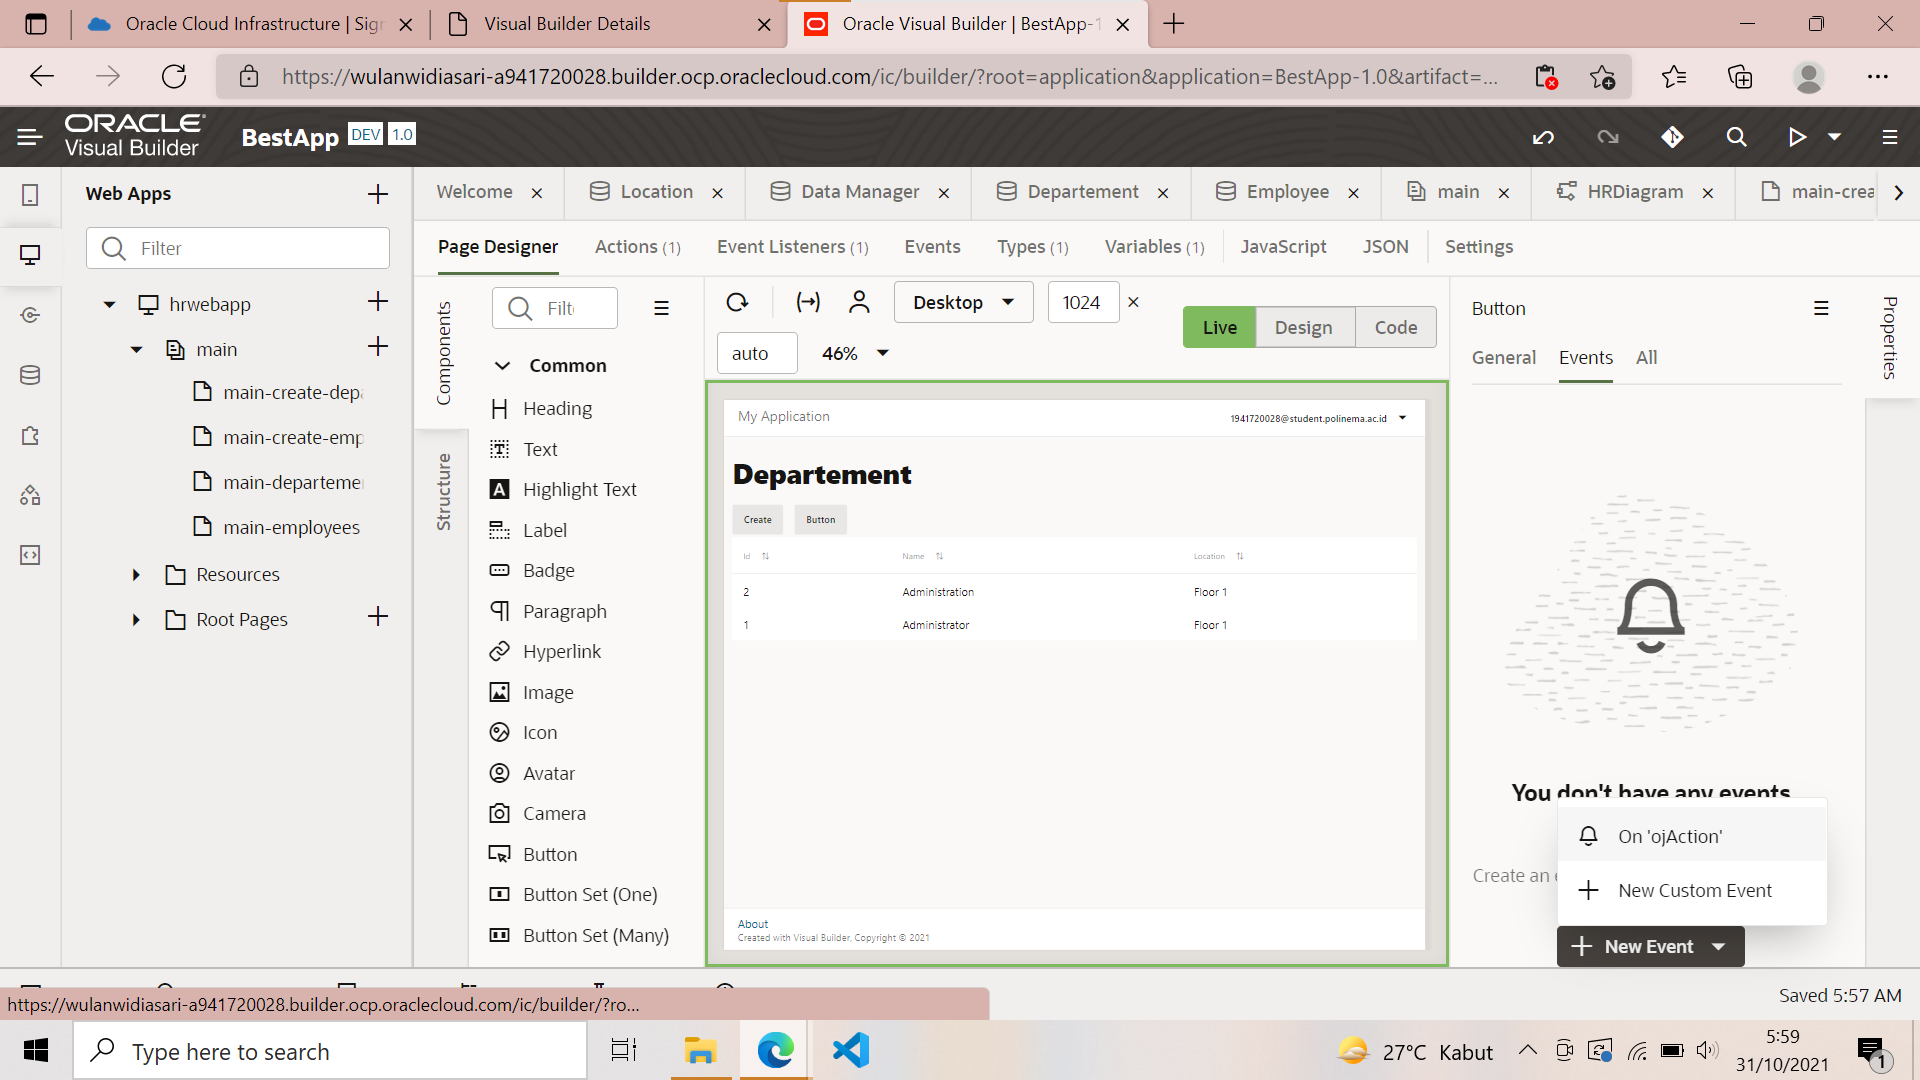 Oracle Cloud Infrastructure | Sign
Visual Builder Details
Oracle Visual Builder | BestApp-1
https://wulanwidiasari-a941720028.builder.ocp.oraclecloud.com/ic/builder/?root=application&application=BestApp-1.0&artifact=...
ORACLE
Visual Builder
BestApp DEV 1.0
Web Apps
Filter
hrwebapp
main
main-create-depa
main-create-emp
main-departemen
main-employees
Resources
Root Pages
Welcome
Location
Data Manager
Departement
Employee
main
HRDiagram
main-crea
Page Designer
Actions (1)
Event Listeners (1)
Events
Types (1)
Variables (1)
JavaScript
JSON
Settings
Components
Structure
Filt
Common
Heading
Text
Highlight Text
Label
Badge
Paragraph
Hyperlink
Image
Icon
Avatar
Camera
Button
Button Set (One)
Button Set (Many)
Desktop
1024
auto
46%
Live
Design
Code
My Application
1941720028@student.polinema.ac.id
Departement
Create
Button
Id Name Location
2 Administration Floor 1
1 Administrator Floor 1
About
Created with Visual Builder, Copyright © 2021
Button
General
Events
All
Properties
You don't have any events
Create an e
On 'ojAction'
New Custom Event
New Event
Saved 5:57 AM
https://wulanwidiasari-a941720028.builder.ocp.oraclecloud.com/ic/builder/?ro...
Type here to search
27°C Kabut
5:59
31/10/2021
1